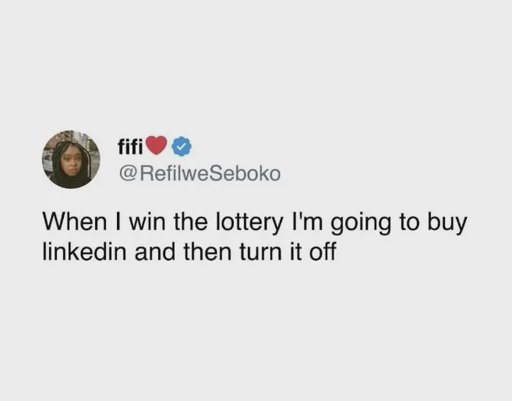 fifi❤️
@RefilweSeboko
When I win the lottery I'm going to buy
linkedin and then turn it off